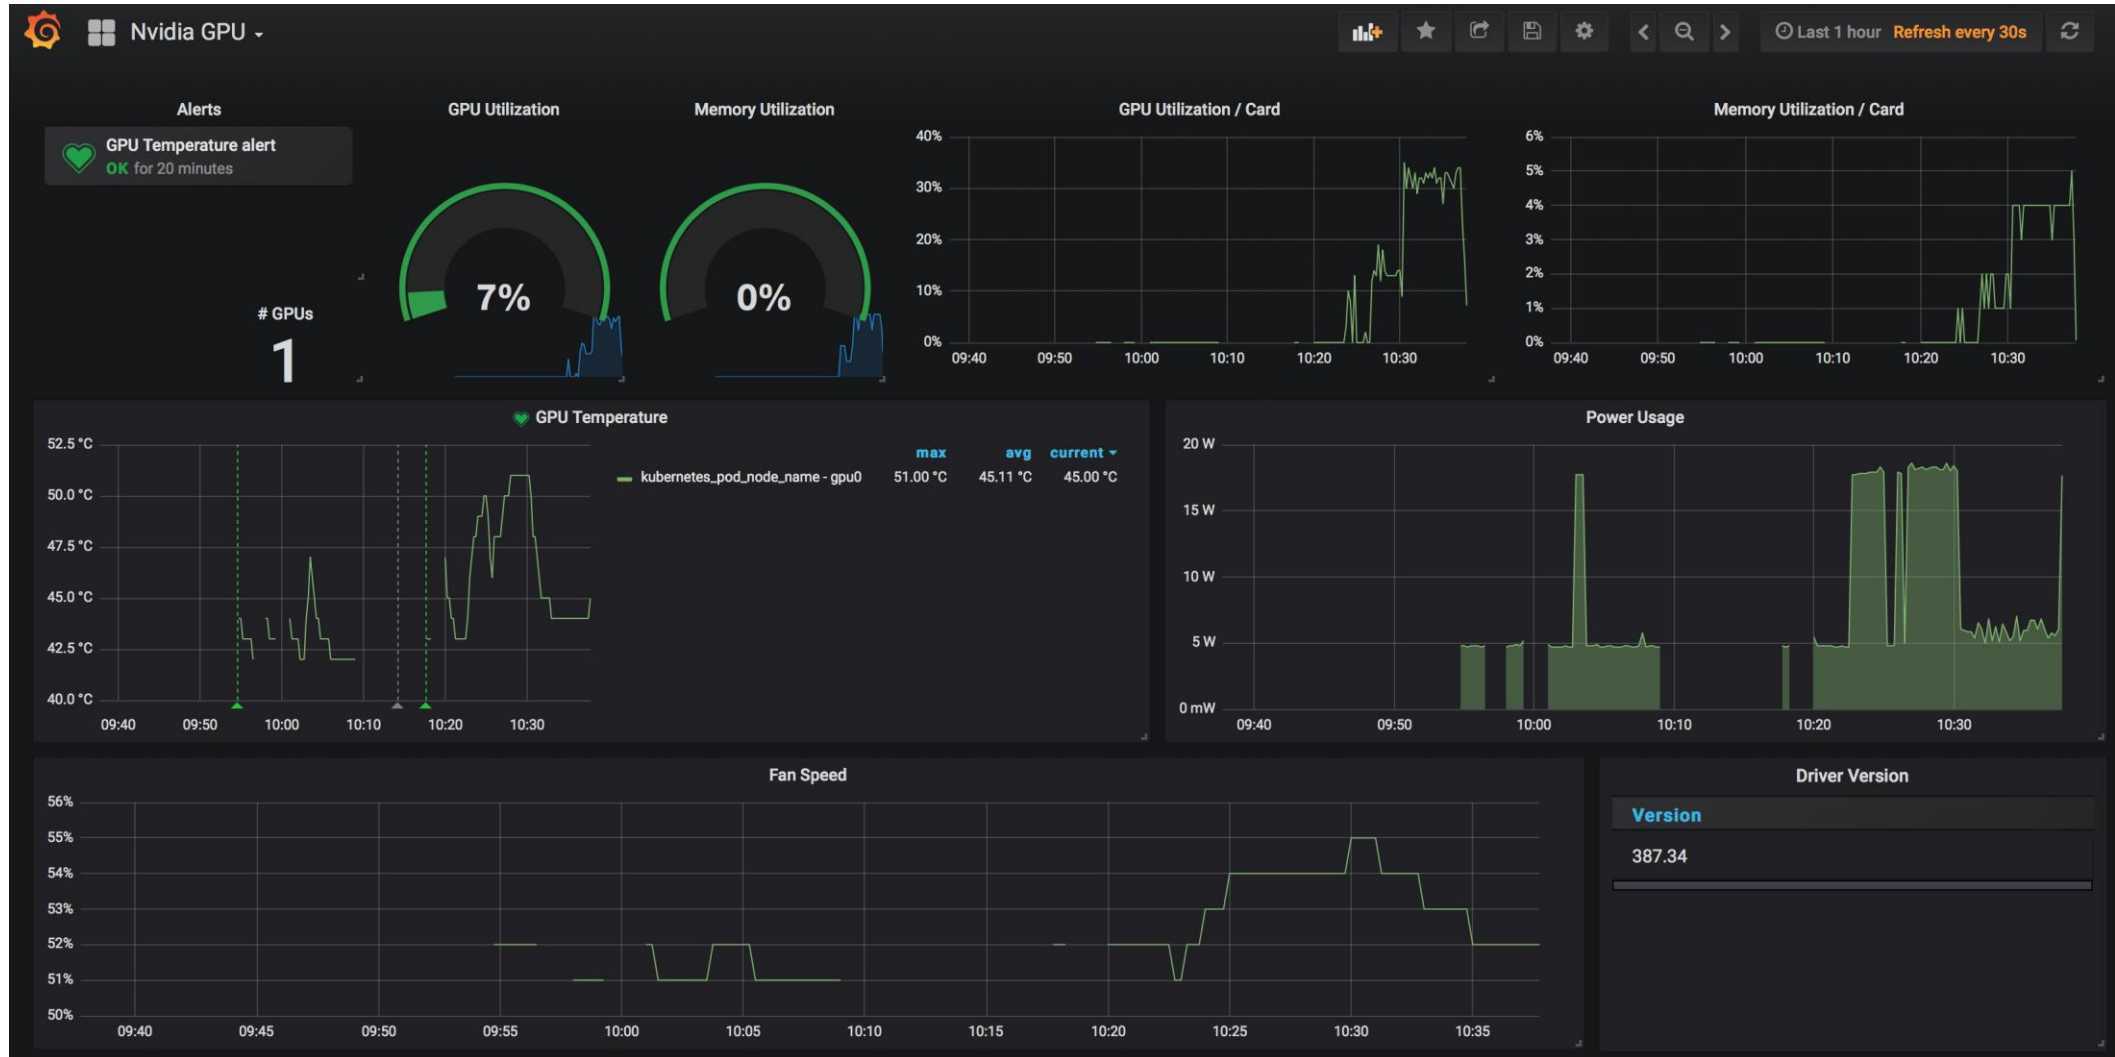 Nvidia GPU
Last 1 hour Refresh every 30s
Alerts
GPU Temperature alert
OK for 20 minutes
# GPUs
1
GPU Utilization
7%
Memory Utilization
0%
GPU Utilization / Card
40%
30%
20%
10%
0%
09:40 09:50 10:00 10:10 10:20 10:30
Memory Utilization / Card
6%
5%
4%
3%
2%
1%
0%
09:40 09:50 10:00 10:10 10:20 10:30
GPU Temperature
52.5 °C
50.0 °C
47.5 °C
45.0 °C
42.5 °C
40.0 °C
09:40 09:50 10:00 10:10 10:20 10:30
max avg current
kubernetes_pod_node_name - gpu0 51.00 °C 45.11 °C 45.00 °C
Power Usage
20 W
15 W
10 W
5 W
0 mW
09:40 09:50 10:00 10:10 10:20 10:30
Fan Speed
56%
55%
54%
53%
52%
51%
50%
09:40 09:45 09:50 09:55 10:00 10:05 10:10 10:15 10:20 10:25 10:30 10:35
Driver Version
Version
387.34